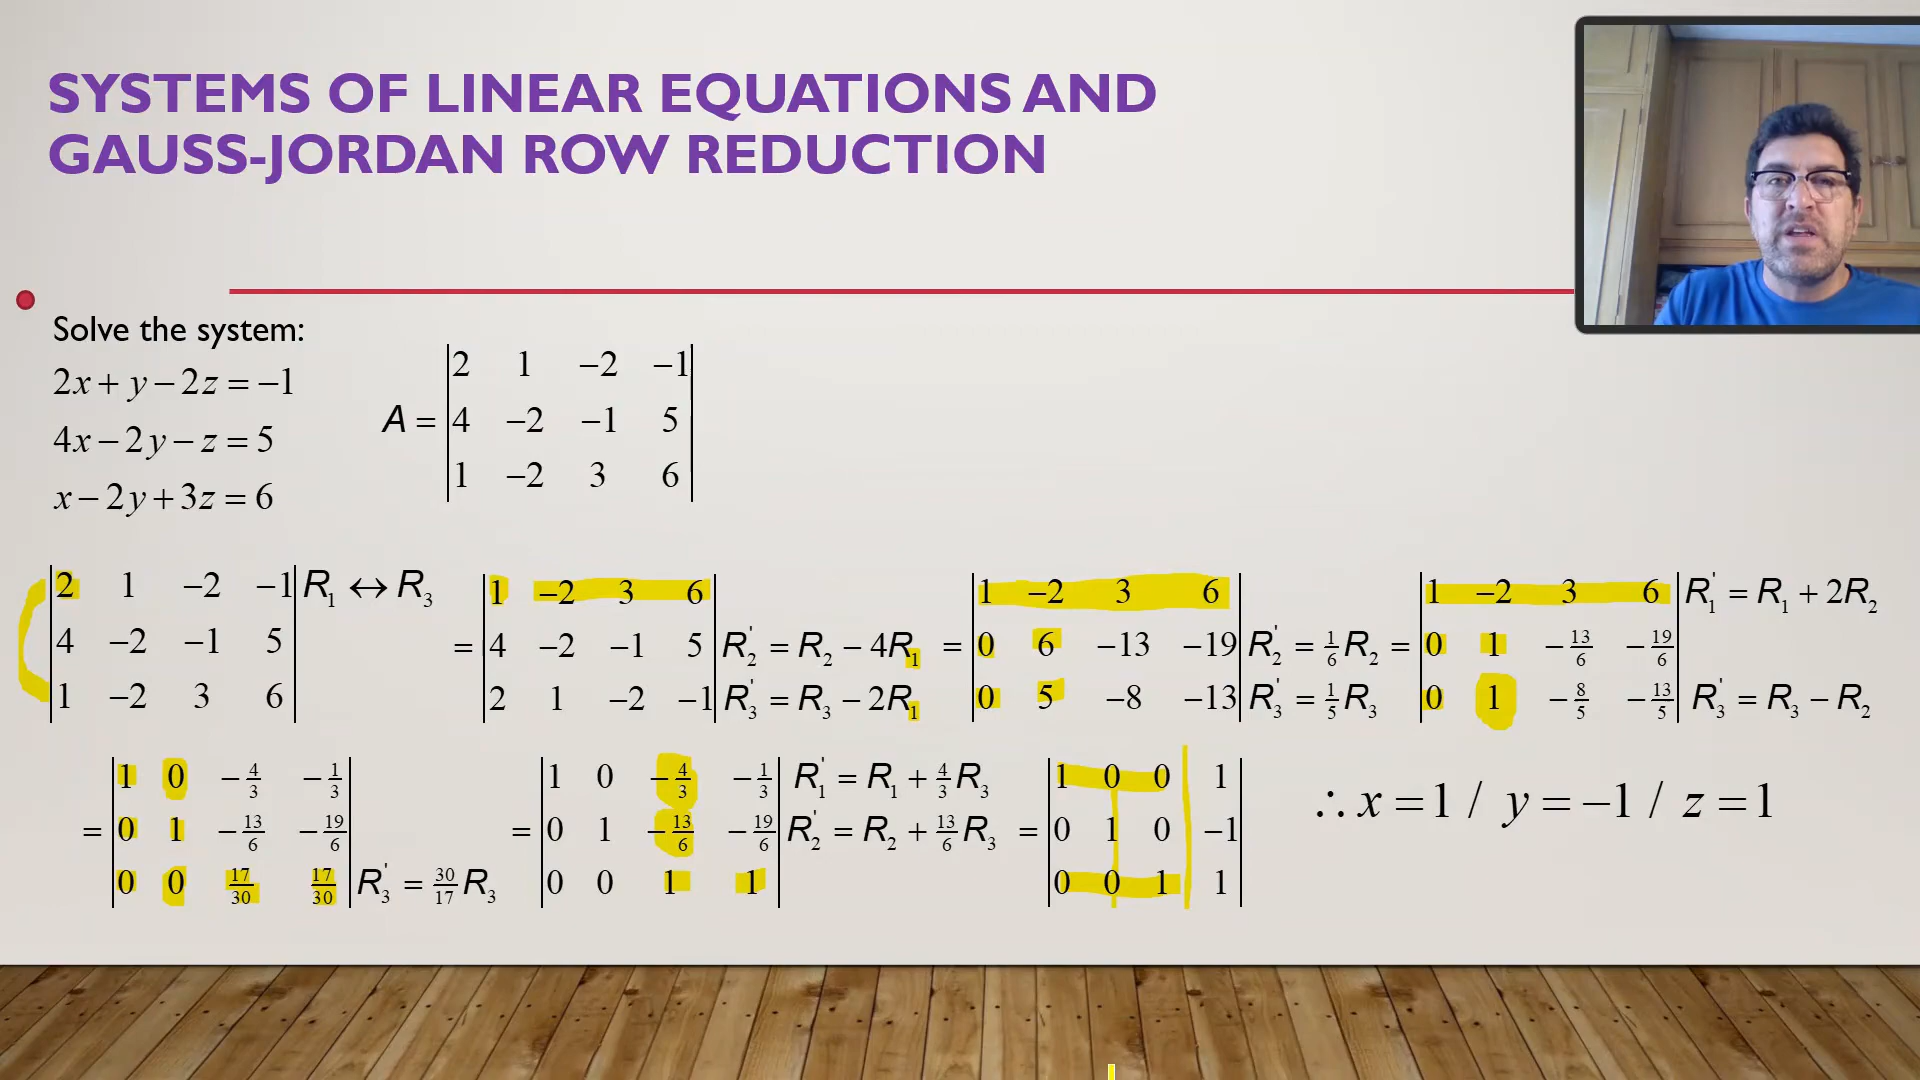 SYSTEMS OF LINEAR EQUATIONS AND
GAUSS-JORDAN ROW REDUCTION
Solve the system:
2x + y − 2z = −1
4x − 2y − z = 5
x − 2y + 3z = 6
A =
|2 1 −2 −1|
|4 −2 −1 5|
|1 −2 3 6|
|2 1 −2 −1| R₁ ↔ R₃
|4 −2 −1 5|
|1 −2 3 6|
=
|1 −2 3 6|
|4 −2 −1 5| R₂' = R₂ − 4R₁
|2 1 −2 −1| R₃' = R₃ − 2R₁
=
|1 −2 3 6|
|0 6 −13 −19| R₂' = 1/6 R₂
|0 5 −8 −13| R₃' = 1/5 R₃
=
|1 −2 3 6| R₁' = R₁ + 2R₂
|0 1 −13/6 −19/6|
|0 1 −8/5 −13/5| R₃' = R₃ − R₂
=
|1 0 −4/3 −1/3|
|0 1 −13/6 −19/6|
|0 0 17/30 17/30| R₃' = 30/17 R₃
=
|1 0 −4/3 −1/3| R₁' = R₁ + 4/3 R₃
|0 1 −13/6 −19/6| R₂' = R₂ + 13/6 R₃
|0 0 1 1|
=
|1 0 0 1|
|0 1 0 −1|
|0 0 1 1|
∴ x = 1 / y = −1 / z = 1